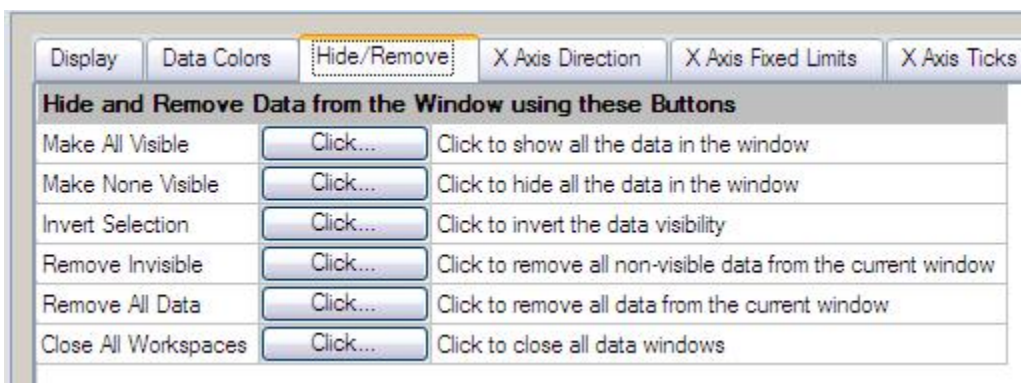 Display Data Colors Hide/Remove X Axis Direction X Axis Fixed Limits X Axis Ticks
Hide and Remove Data from the Window using these Buttons
Make All Visible Click... Click to show all the data in the window
Make None Visible Click... Click to hide all the data in the window
Invert Selection Click... Click to invert the data visibility
Remove Invisible Click... Click to remove all non-visible data from the current window
Remove All Data Click... Click to remove all data from the current window
Close All Workspaces Click... Click to close all data windows